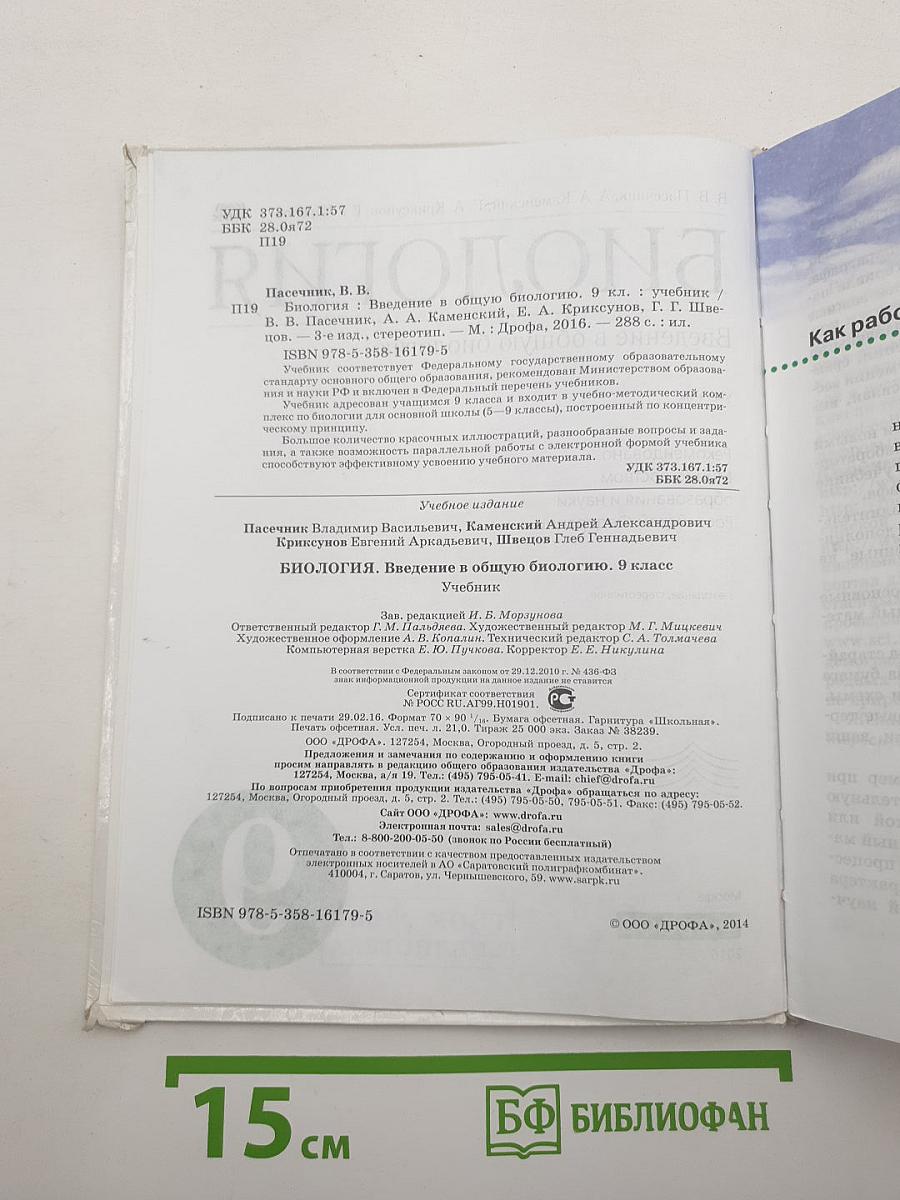 УДК 373.167.1:57
ББК 28.0я72
П19
Пасечник, В. В.
П19 Биология : Введение в общую биологию. 9 кл. : учебник /
В. В. Пасечник, А. А. Каменский, Е. А. Криксунов, Г. Г. Шве-
цов. — 3-е изд., стереотип. — М. : Дрофа, 2016. — 288 с. : ил.
ISBN 978-5-358-16179-5
Учебник соответствует Федеральному государственному образовательному
стандарту основного общего образования, рекомендован Министерством образова-
ния и науки РФ и включен в Федеральный перечень учебников.
Учебник адресован учащимся 9 класса и входит в учебно-методический ком-
плекс по биологии для основной школы (5—9 классы), построенный по концентри-
ческому принципу.
Большое количество красочных иллюстраций, разнообразные вопросы и зада-
ния, а также возможность параллельной работы с электронной формой учебника
способствуют эффективному усвоению учебного материала.
УДК 373.167.1:57
ББК 28.0я72
Учебное издание
Пасечник Владимир Васильевич, Каменский Андрей Александрович
Криксунов Евгений Аркадьевич, Швецов Глеб Геннадьевич
БИОЛОГИЯ. Введение в общую биологию. 9 класс
Учебник
Зав. редакцией И. Б. Морзунова
Ответственный редактор Г. М. Пальдяева. Художественный редактор М. Г. Мицкевич
Художественное оформление А. В. Копалин. Технический редактор С. А. Толмачева
Компьютерная верстка Е. Ю. Пучкова. Корректор Е. Е. Никулина
В соответствии с Федеральным законом от 29.12.2010 г. № 436-ФЗ
знак информационной продукции на данное издание не ставится
Сертификат соответствия
№ РОСС RU.АГ99.Н01901.
Подписано к печати 29.02.16. Формат 70 × 90 1/16. Бумага офсетная. Гарнитура «Школьная».
Печать офсетная. Усл. печ. л. 21,0. Тираж 25 000 экз. Заказ № 38239.
ООО «ДРОФА». 127254, Москва, Огородный проезд, д. 5, стр. 2.
Предложения и замечания по содержанию и оформлению книги
просим направлять в редакцию общего образования издательства «Дрофа»:
127254, Москва, а/я 19. Тел.: (495) 795-05-41. E-mail: chief@drofa.ru
По вопросам приобретения продукции издательства «Дрофа» обращаться по адресу:
127254, Москва, Огородный проезд, д. 5, стр. 2. Тел.: (495) 795-05-50, 795-05-51. Факс: (495) 795-05-52.
Сайт ООО «ДРОФА»: www.drofa.ru
Электронная почта: sales@drofa.ru
Тел.: 8-800-200-05-50 (звонок по России бесплатный)
Отпечатано в соответствии с качеством предоставленных издательством
электронных носителей в АО «Саратовский полиграфкомбинат».
410004, г. Саратов, ул. Чернышевского, 59. www.sarpk.ru
ISBN 978-5-358-16179-5
© ООО «ДРОФА», 2014
Как рабо
15 см
БФ БИБЛИОФАН